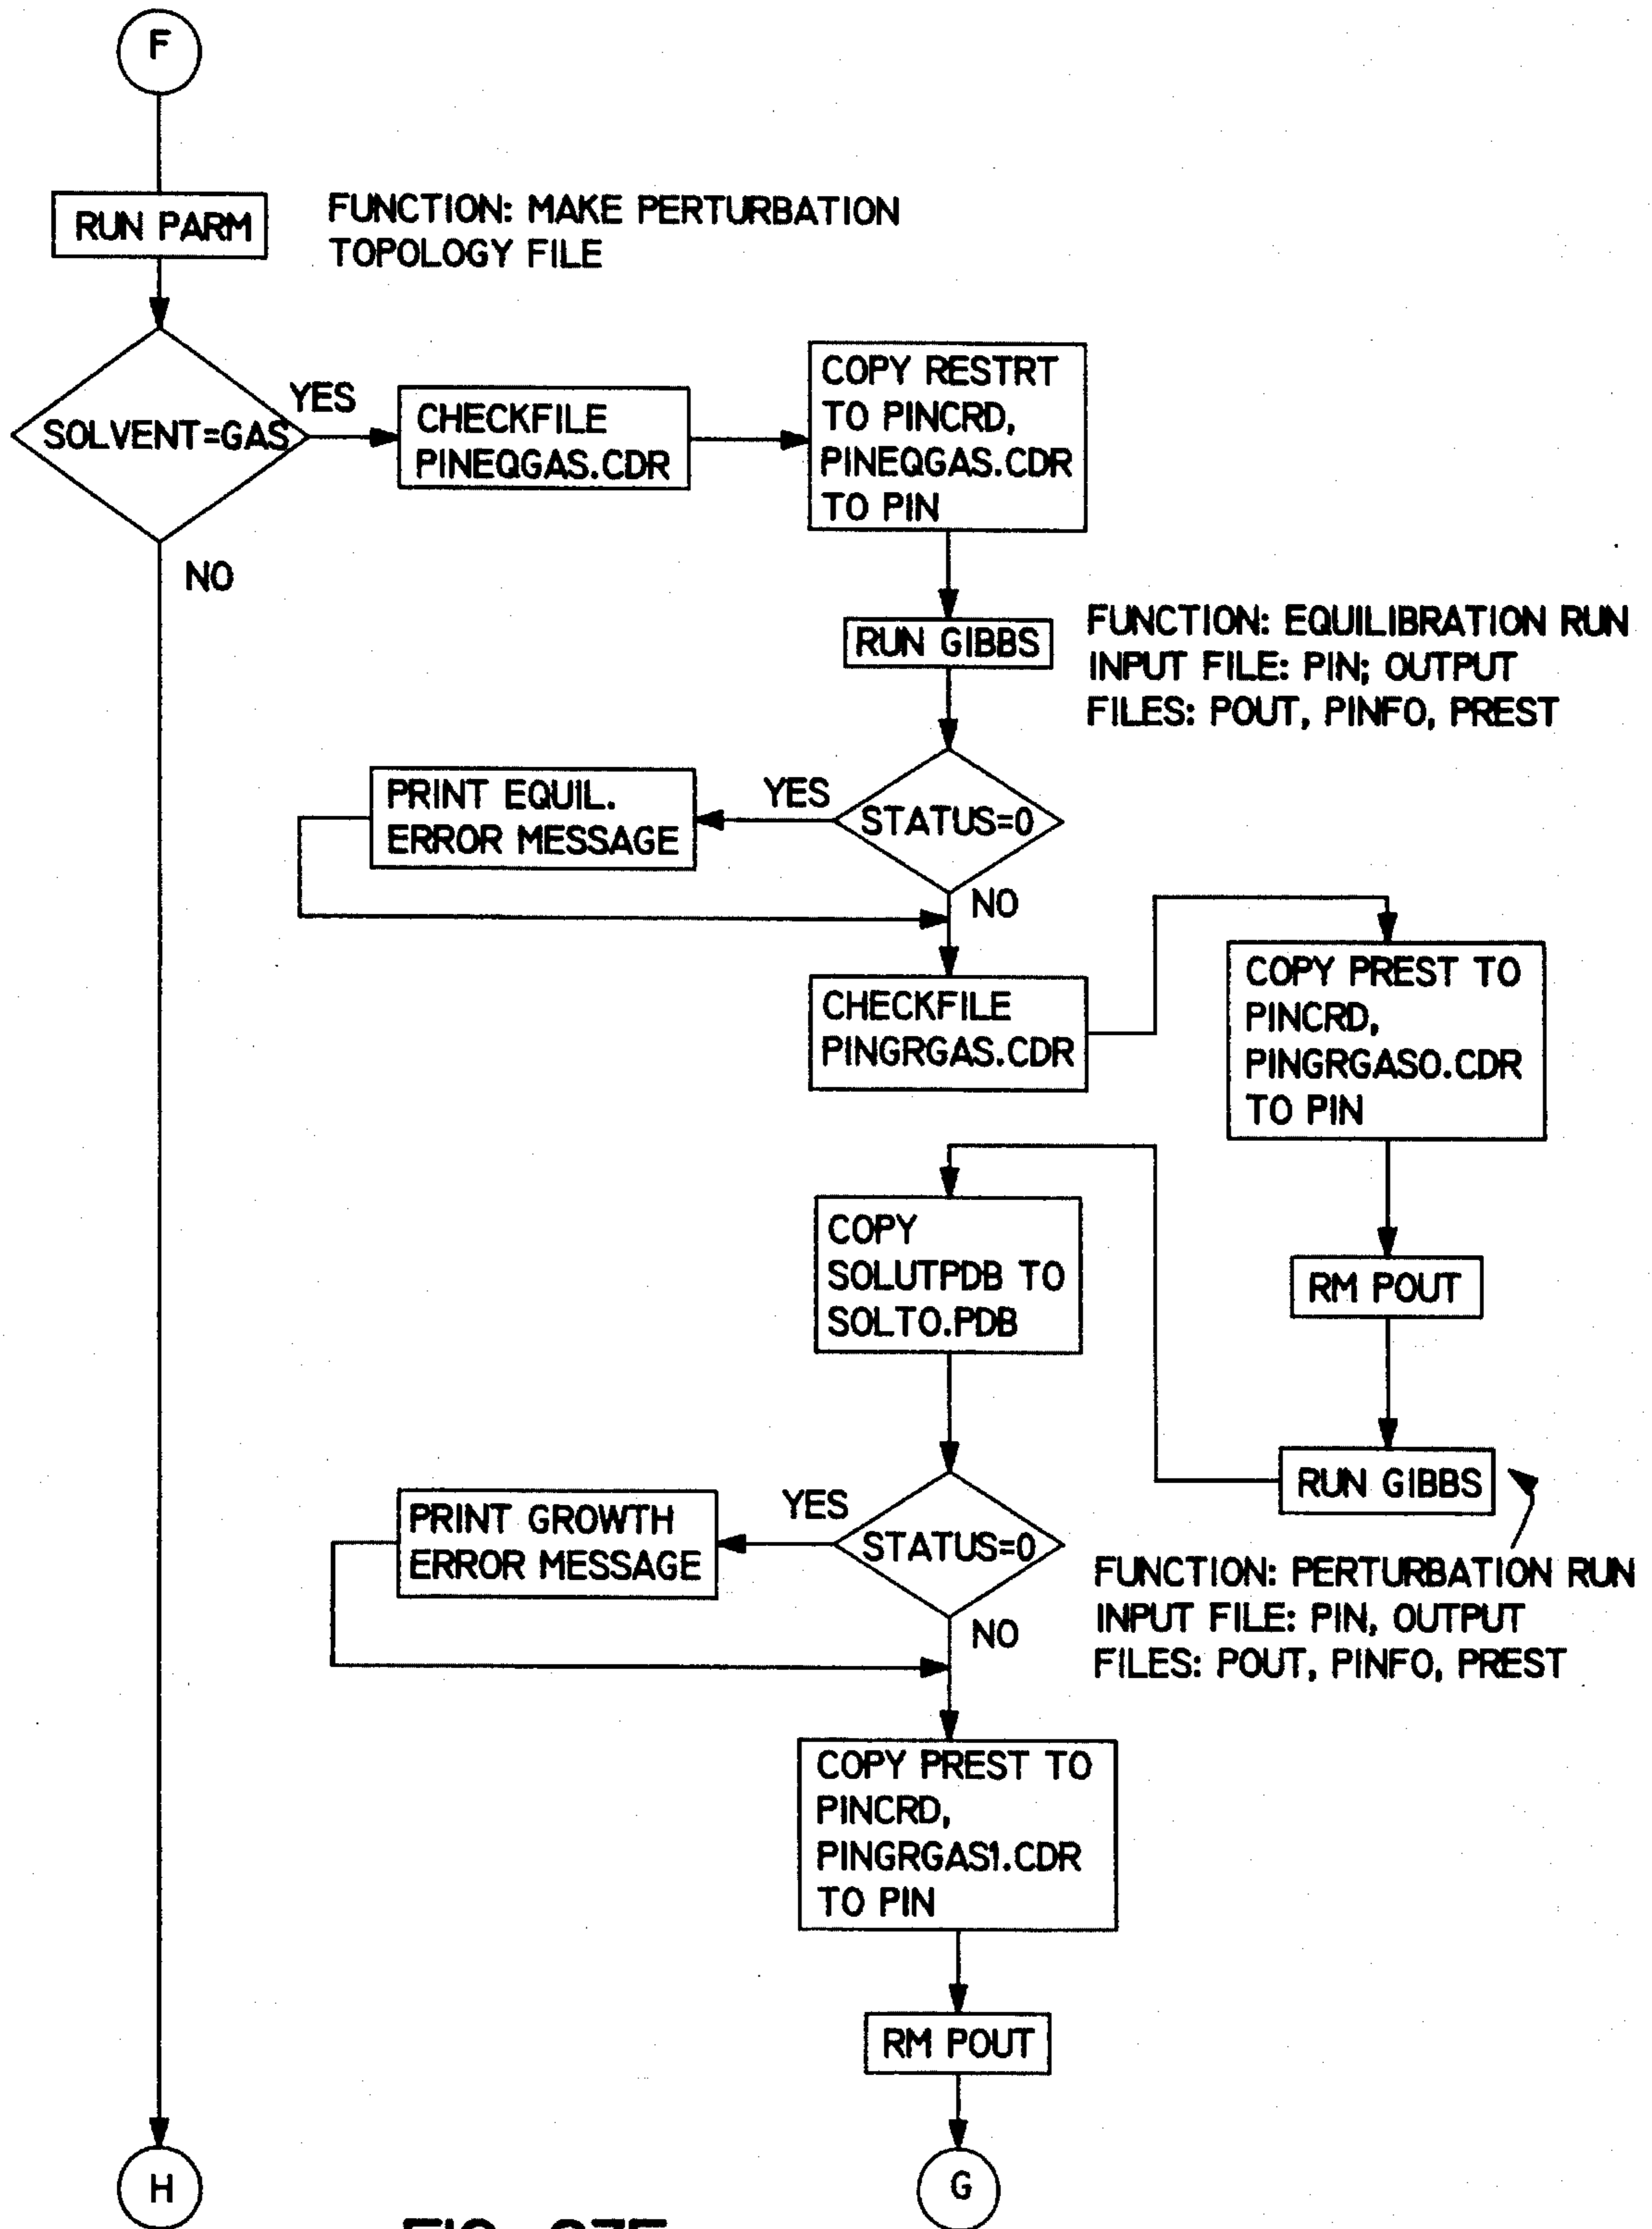 F
RUN PARM
FUNCTION: MAKE PERTURBATION
TOPOLOGY FILE
SOLVENT=GAS
YES
NO
CHECKFILE
PINEQGAS.CDR
COPY RESTRT
TO PINCRD,
PINEQGAS.CDR
TO PIN
RUN GIBBS
FUNCTION: EQUILIBRATION RUN
INPUT FILE: PIN; OUTPUT
FILES: POUT, PINFO, PREST
STATUS=0
YES
PRINT EQUIL.
ERROR MESSAGE
NO
CHECKFILE
PINGRGAS.CDR
COPY PREST TO
PINCRD,
PINGRGAS0.CDR
TO PIN
RM POUT
RUN GIBBS
FUNCTION: PERTURBATION RUN
INPUT FILE: PIN, OUTPUT
FILES: POUT, PINFO, PREST
COPY
SOLUTPDB TO
SOLTO.PDB
STATUS=0
YES
PRINT GROWTH
ERROR MESSAGE
NO
COPY PREST TO
PINCRD,
PINGRGAS1.CDR
TO PIN
RM POUT
H
G